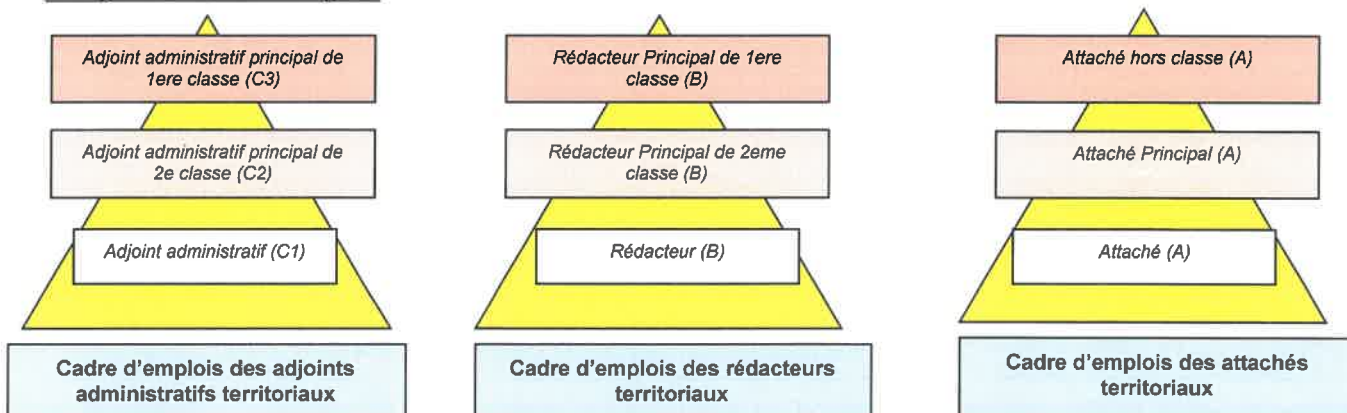 Adjoint administratif principal de
1ere classe (C3)
Adjoint administratif principal de
2e classe (C2)
Adjoint administratif (C1)
Cadre d'emplois des adjoints
administratifs territoriaux
Rédacteur Principal de 1ere
classe (B)
Rédacteur Principal de 2eme
classe (B)
Rédacteur (B)
Cadre d'emplois des rédacteurs
territoriaux
Attaché hors classe (A)
Attaché Principal (A)
Attaché (A)
Cadre d'emplois des attachés
territoriaux